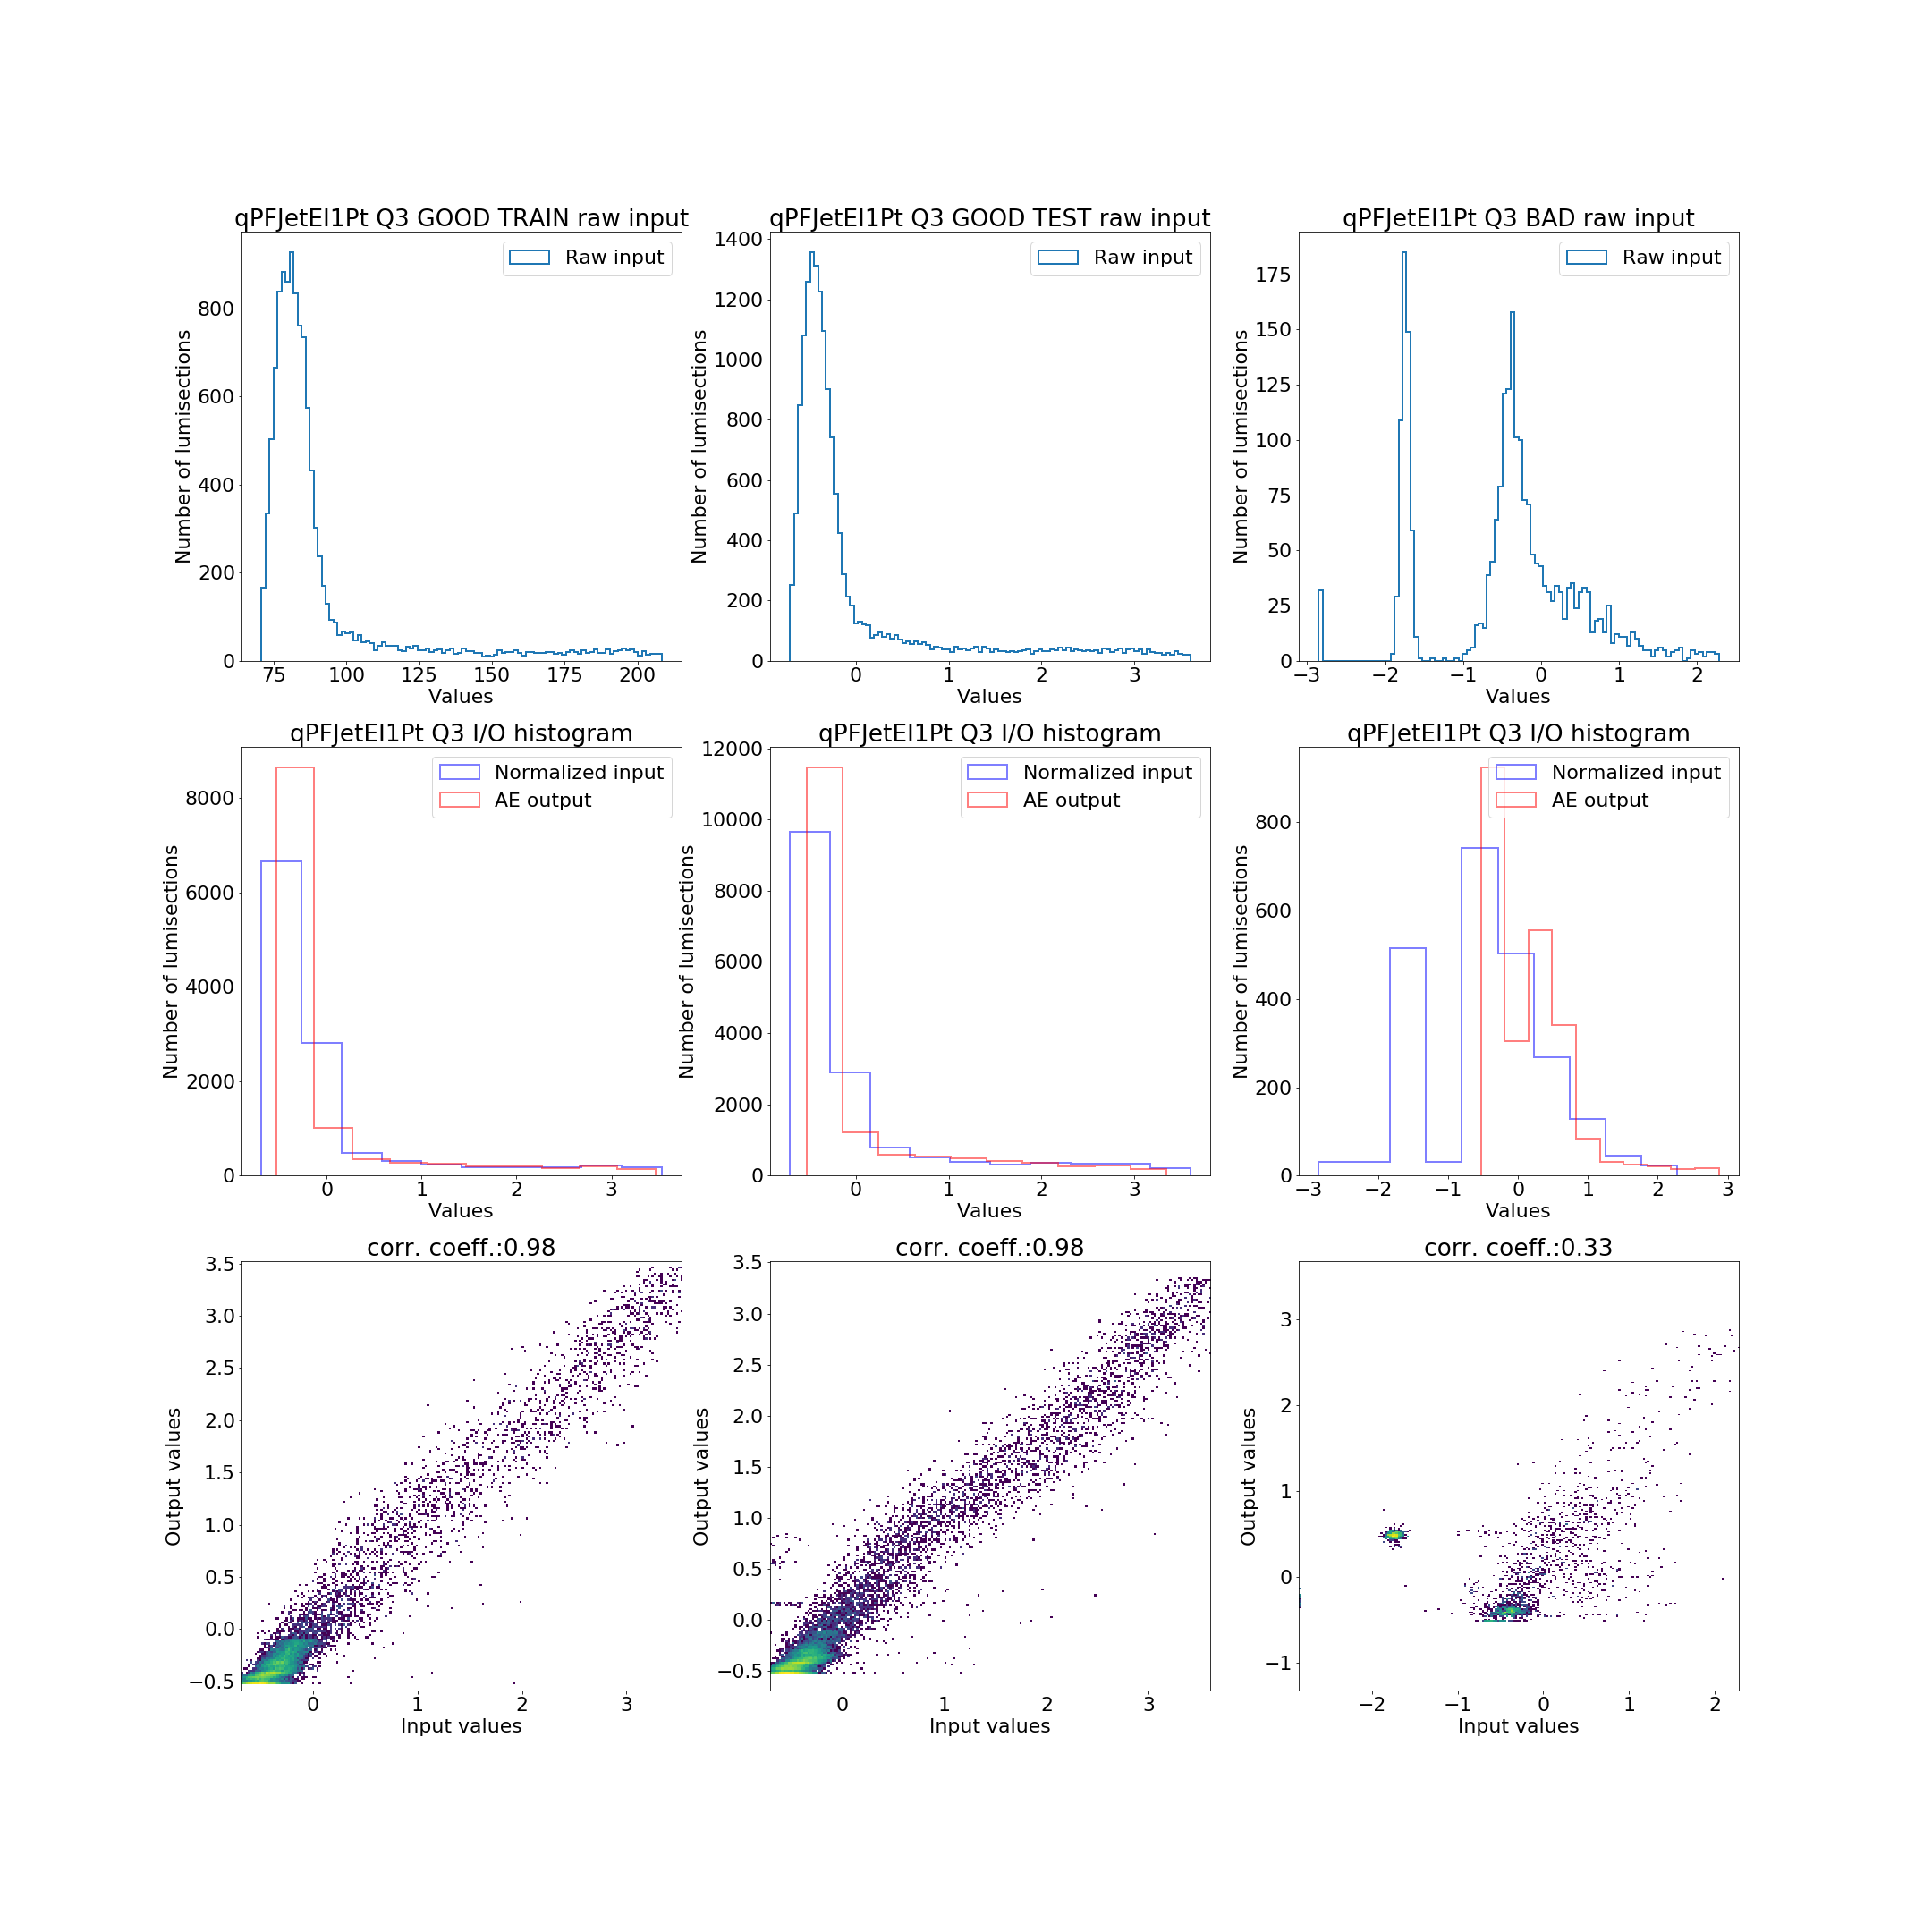 qPFJetEI1Pt Q3 GOOD TRAIN raw input
Raw input
800
600
400
200
0
75 100 125 150 175 200
Number of lumisections
Values
qPFJetEI1Pt Q3 GOOD TEST raw input
Raw input
1400
1200
1000
800
600
400
200
0
0 1 2 3
Number of lumisections
Values
qPFJetEI1Pt Q3 BAD raw input
Raw input
175
150
125
100
75
50
25
0
−3 −2 −1 0 1 2
Number of lumisections
Values
qPFJetEI1Pt Q3 I/O histogram
Normalized input
AE output
8000
6000
4000
2000
0
0 1 2 3
Number of lumisections
Values
qPFJetEI1Pt Q3 I/O histogram
Normalized input
AE output
12000
10000
8000
6000
4000
2000
0
0 1 2 3
Number of lumisections
Values
qPFJetEI1Pt Q3 I/O histogram
Normalized input
AE output
800
600
400
200
0
−3 −2 −1 0 1 2 3
Number of lumisections
Values
corr. coeff.:0.98
3.5
3.0
2.5
2.0
1.5
1.0
0.5
0.0
−0.5
0 1 2 3
Output values
Input values
corr. coeff.:0.98
3.5
3.0
2.5
2.0
1.5
1.0
0.5
0.0
−0.5
0 1 2 3
Output values
Input values
corr. coeff.:0.33
3
2
1
0
−1
−2 −1 0 1 2
Output values
Input values